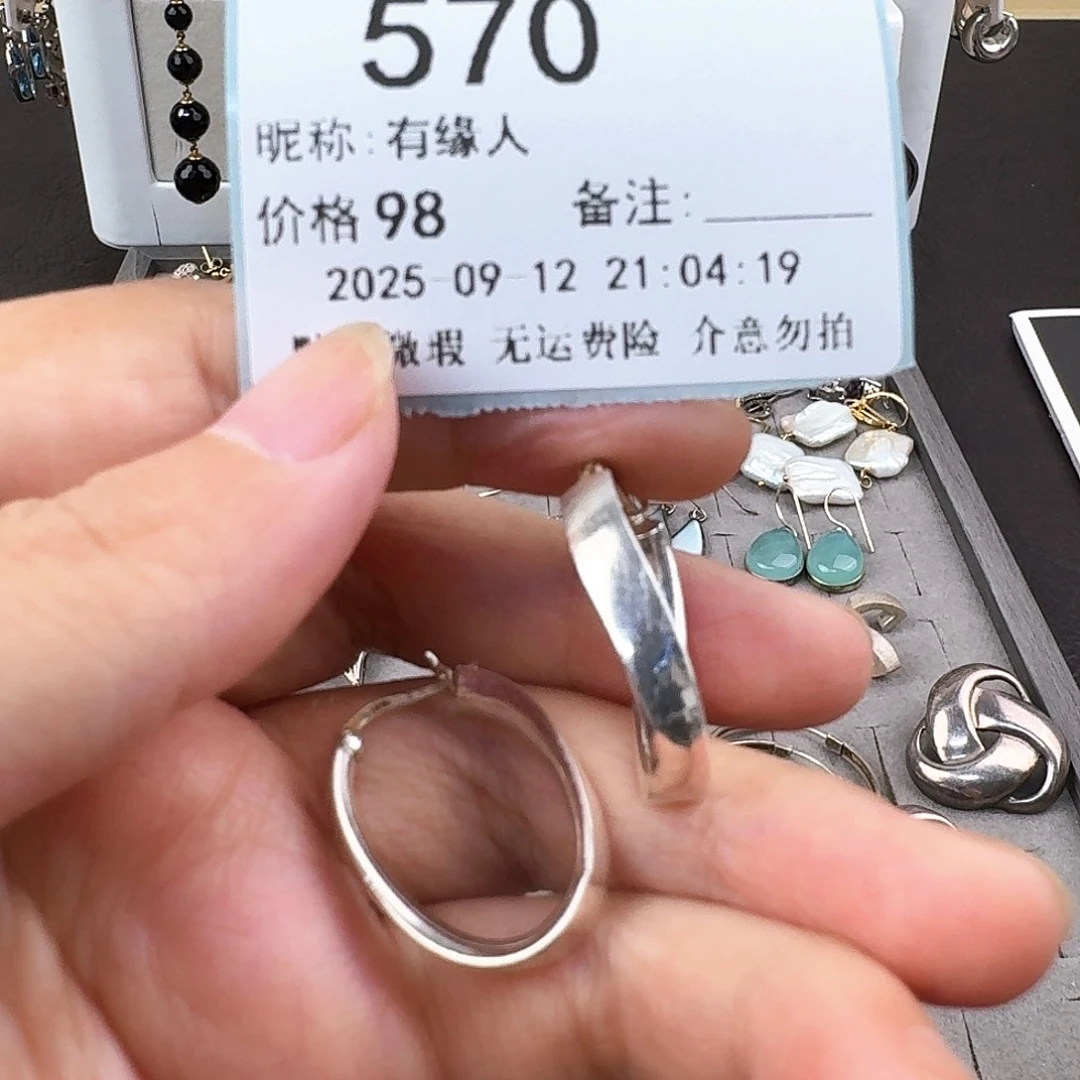 570
昵称:有缘人
价格 98 备注:
2025-09-12 21:04:19
微瑕 无运费险 介意勿拍